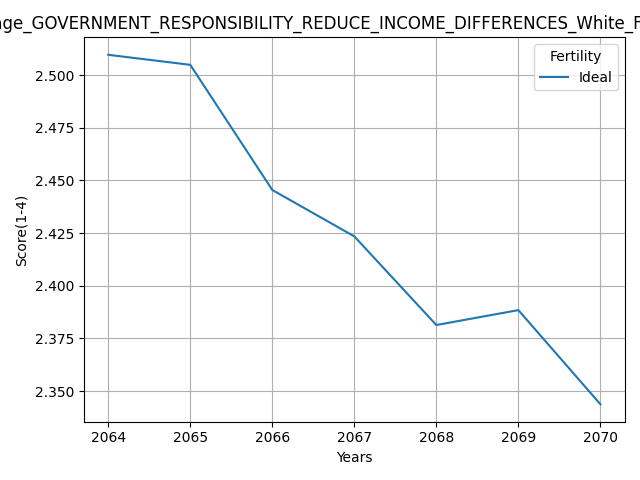 age_GOVERNMENT_RESPONSIBILITY_REDUCE_INCOME_DIFFERENCES_White_F
Fertility
Ideal
2.500
2.475
2.450
2.425
2.400
2.375
2.350
Score(1-4)
2064 2065 2066 2067 2068 2069 2070
Years